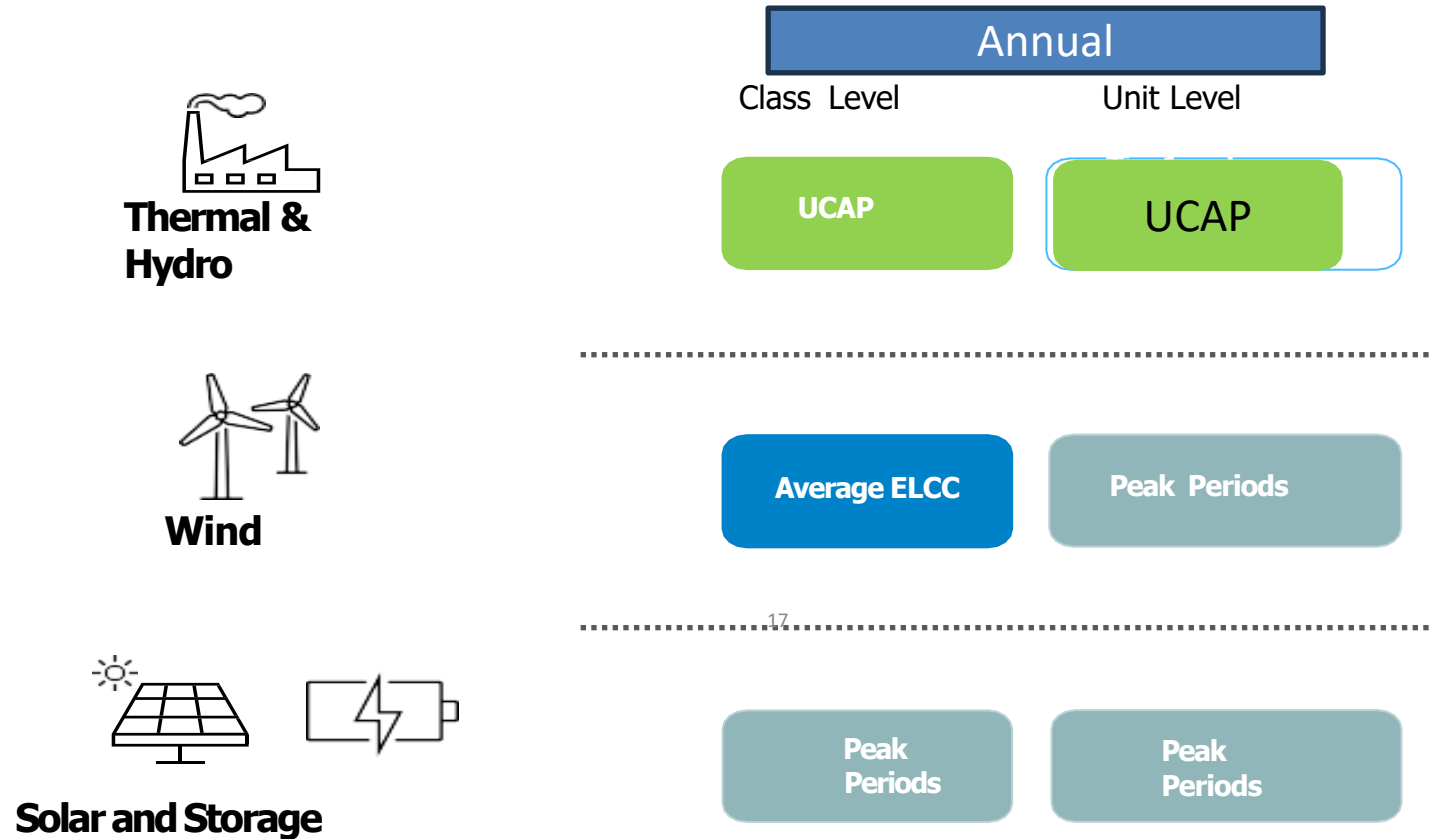 Annual
Class Level
Unit Level
Thermal &
Hydro
UCAP
UCAP
Wind
Average ELCC
Peak Periods
17
Solar and Storage
Peak
Periods
Peak
Periods